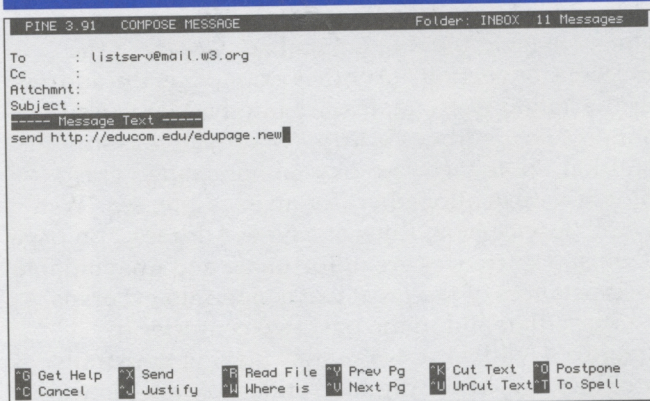 PINE 3.91 COMPOSE MESSAGE Folder: INBOX 11 Messages
To : listserv@mail.w3.org
Cc :
Attchmnt:
Subject :
----- Message Text -----
send http://educom.edu/edupage.new
^G Get Help ^X Send ^R Read File ^Y Prev Pg ^K Cut Text ^O Postpone
^C Cancel ^J Justify ^W Where is ^V Next Pg ^U UnCut Text ^T To Spell